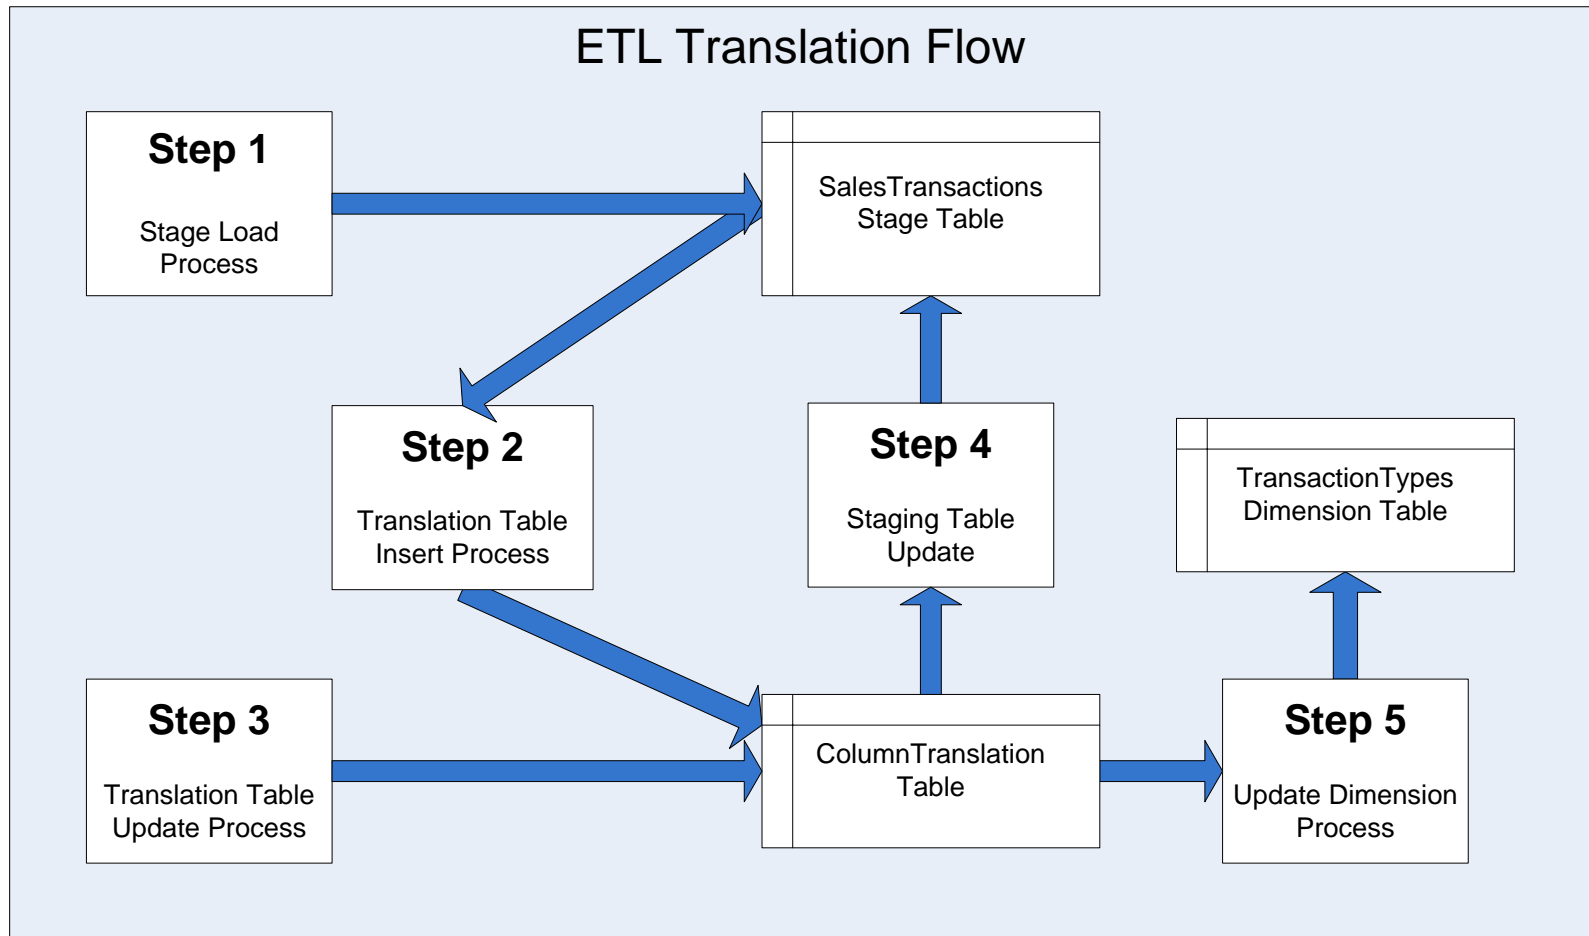 ETL Translation Flow
Step 1
Stage Load
Process
SalesTransactions
Stage Table
Step 2
Translation Table
Insert Process
Step 4
Staging Table
Update
TransactionTypes
Dimension Table
Step 3
Translation Table
Update Process
ColumnTranslation
Table
Step 5
Update Dimension
Process